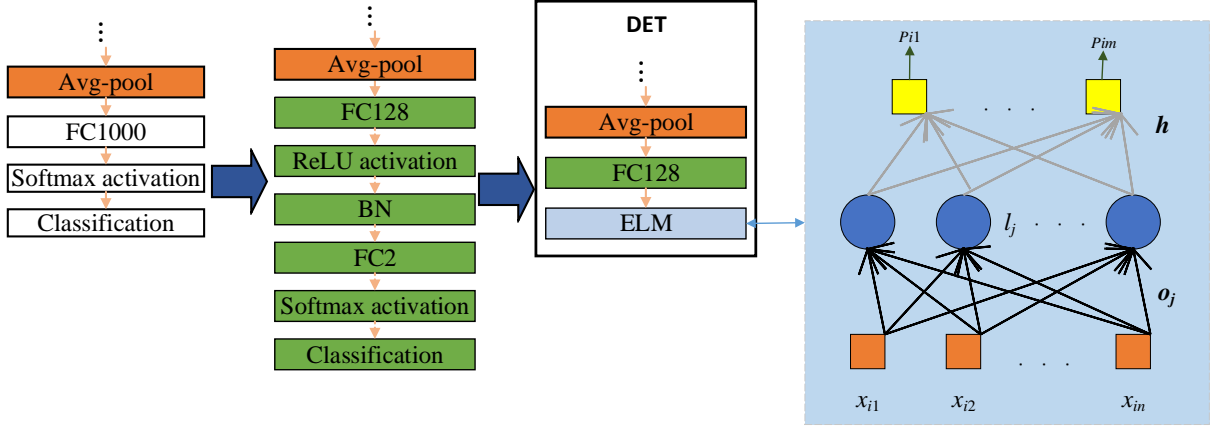 ⋮
Avg-pool
FC1000
Softmax activation
Classification
⋮
Avg-pool
FC128
ReLU activation
BN
FC2
Softmax activation
Classification
DET
⋮
Avg-pool
FC128
ELM
Pi1 Pim
. . .
h
lj . . .
oj
. . .
xi1 xi2 xin